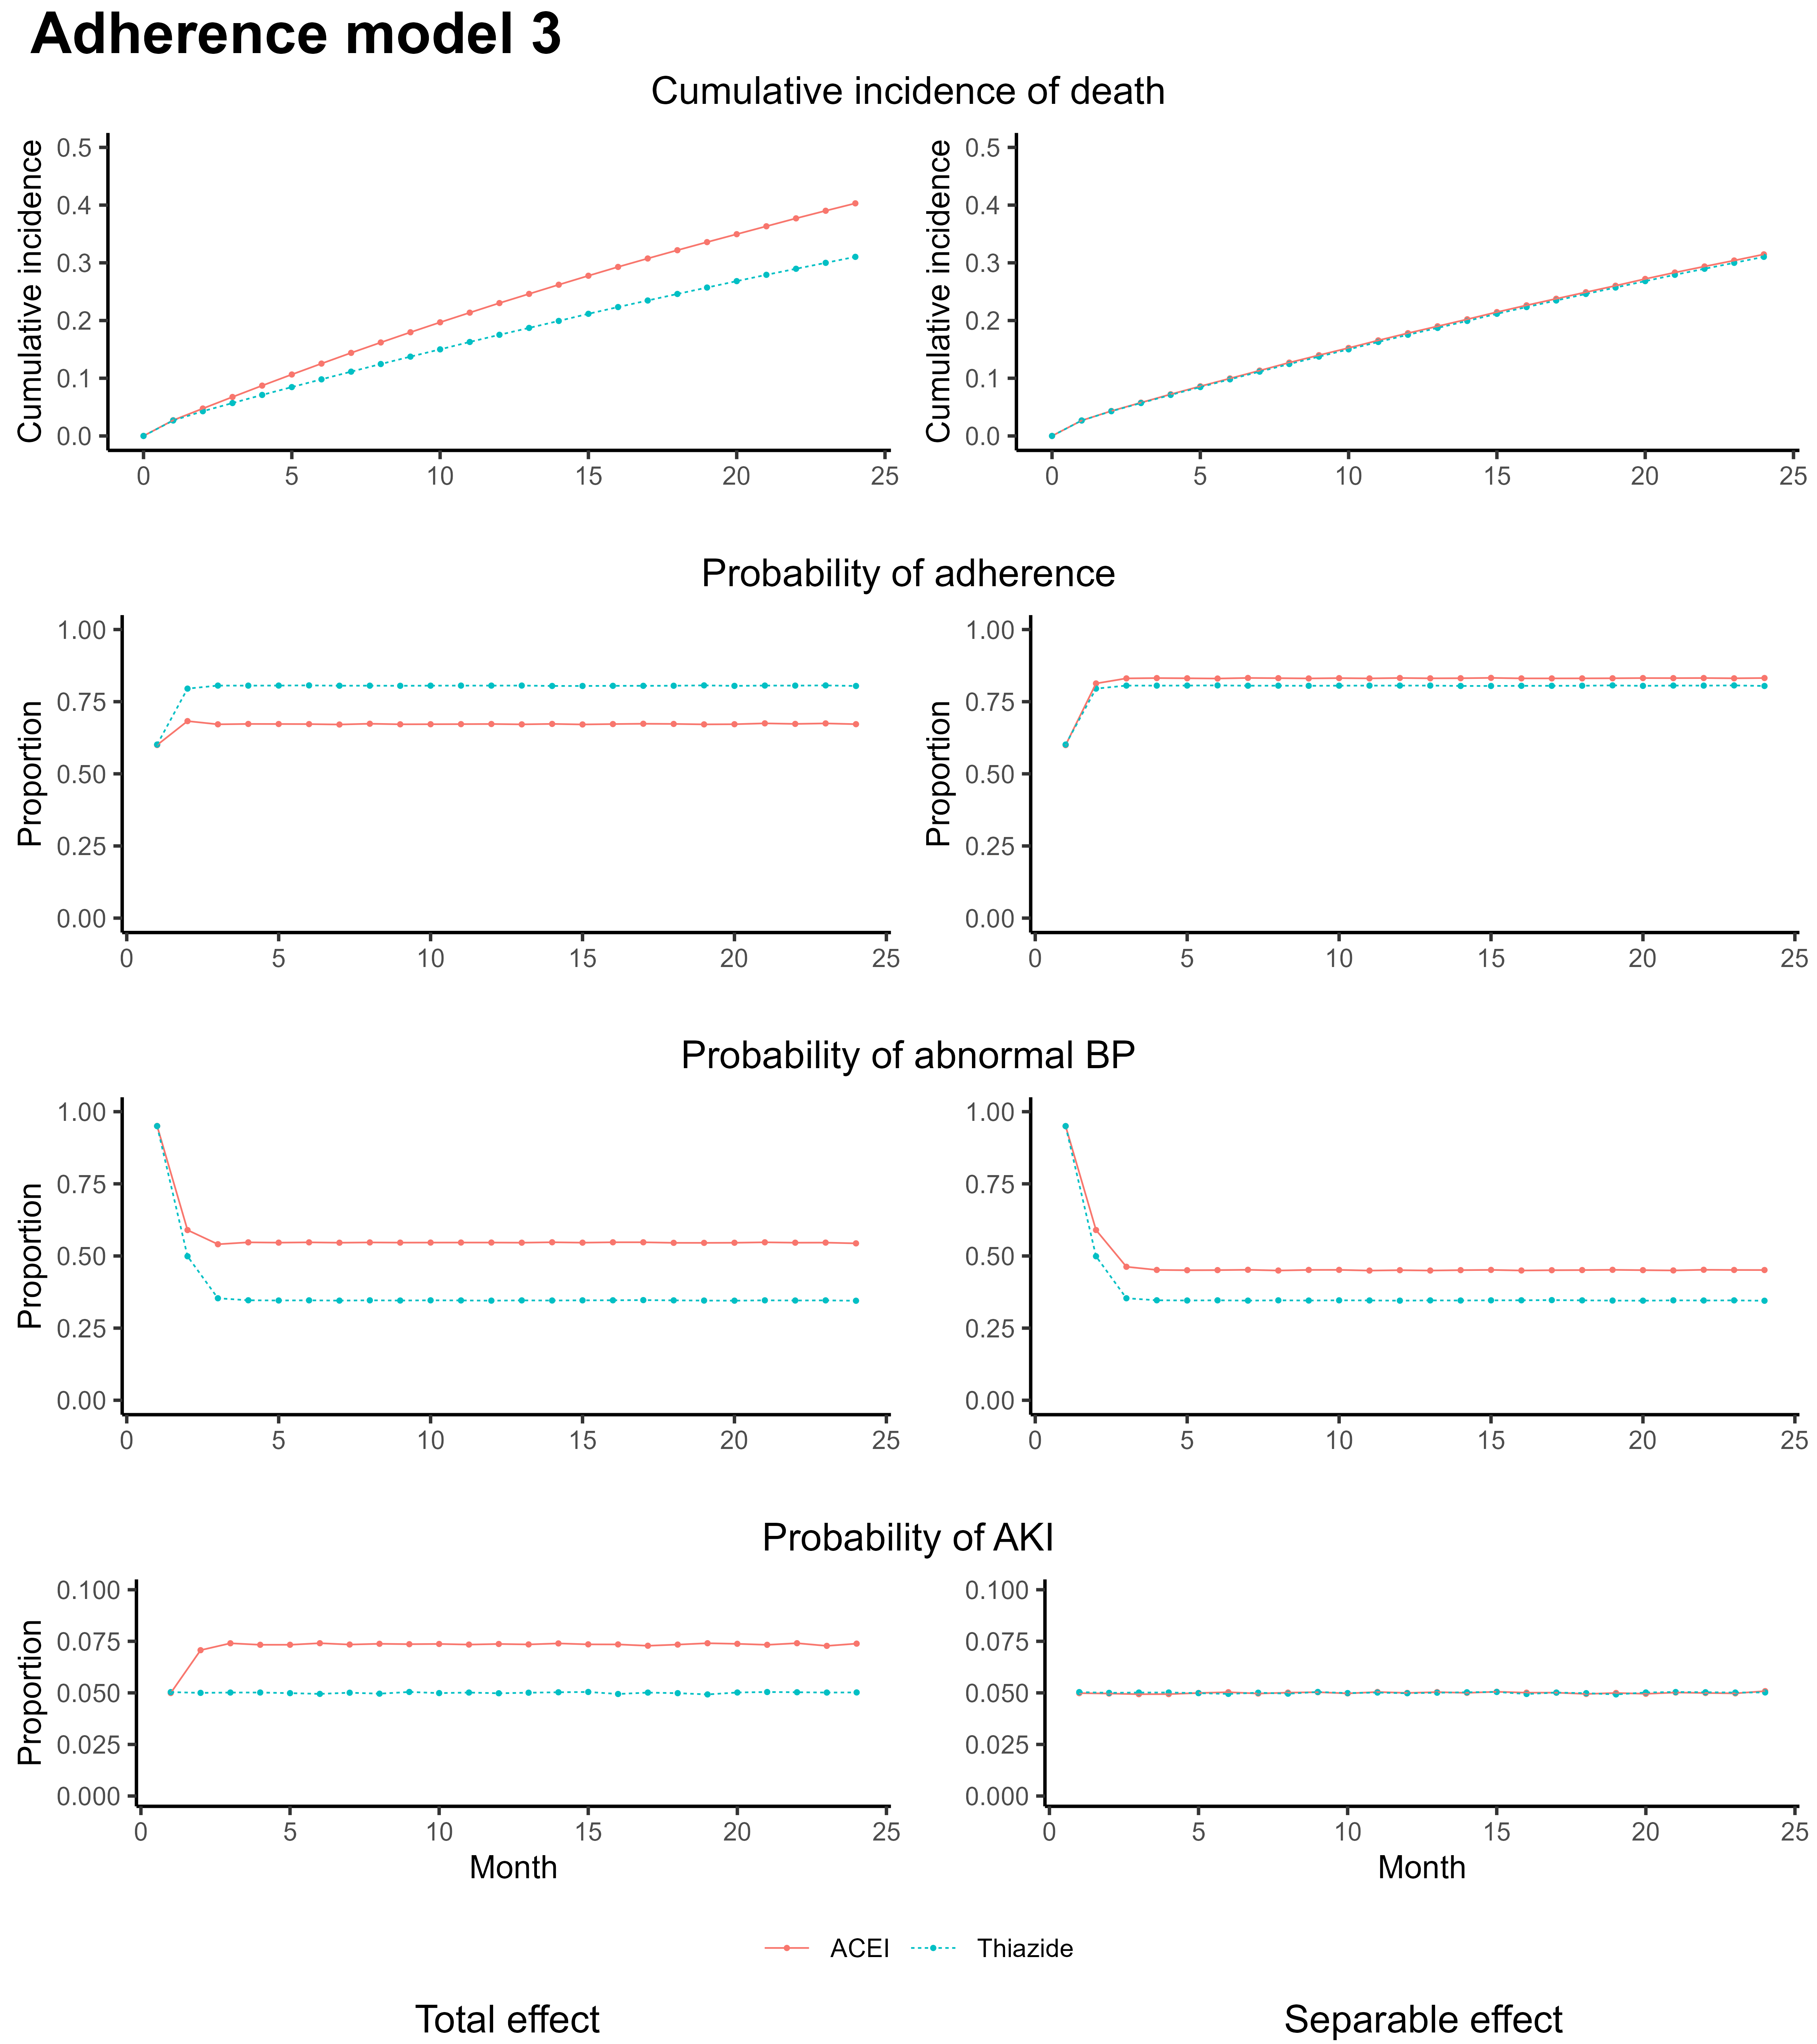 Adherence model 3
Cumulative incidence of death
Cumulative incidence
0.5
0.4
0.3
0.2
0.1
0.0
0 5 10 15 20 25
Cumulative incidence
0.5
0.4
0.3
0.2
0.1
0.0
0 5 10 15 20 25
Probability of adherence
Proportion
1.00
0.75
0.50
0.25
0.00
0 5 10 15 20 25
Proportion
1.00
0.75
0.50
0.25
0.00
0 5 10 15 20 25
Probability of abnormal BP
Proportion
1.00
0.75
0.50
0.25
0.00
0 5 10 15 20 25
1.00
0.75
0.50
0.25
0.00
0 5 10 15 20 25
Probability of AKI
Proportion
0.100
0.075
0.050
0.025
0.000
0 5 10 15 20 25
Month
0.100
0.075
0.050
0.025
0.000
0 5 10 15 20 25
Month
ACEI Thiazide
Total effect
Separable effect